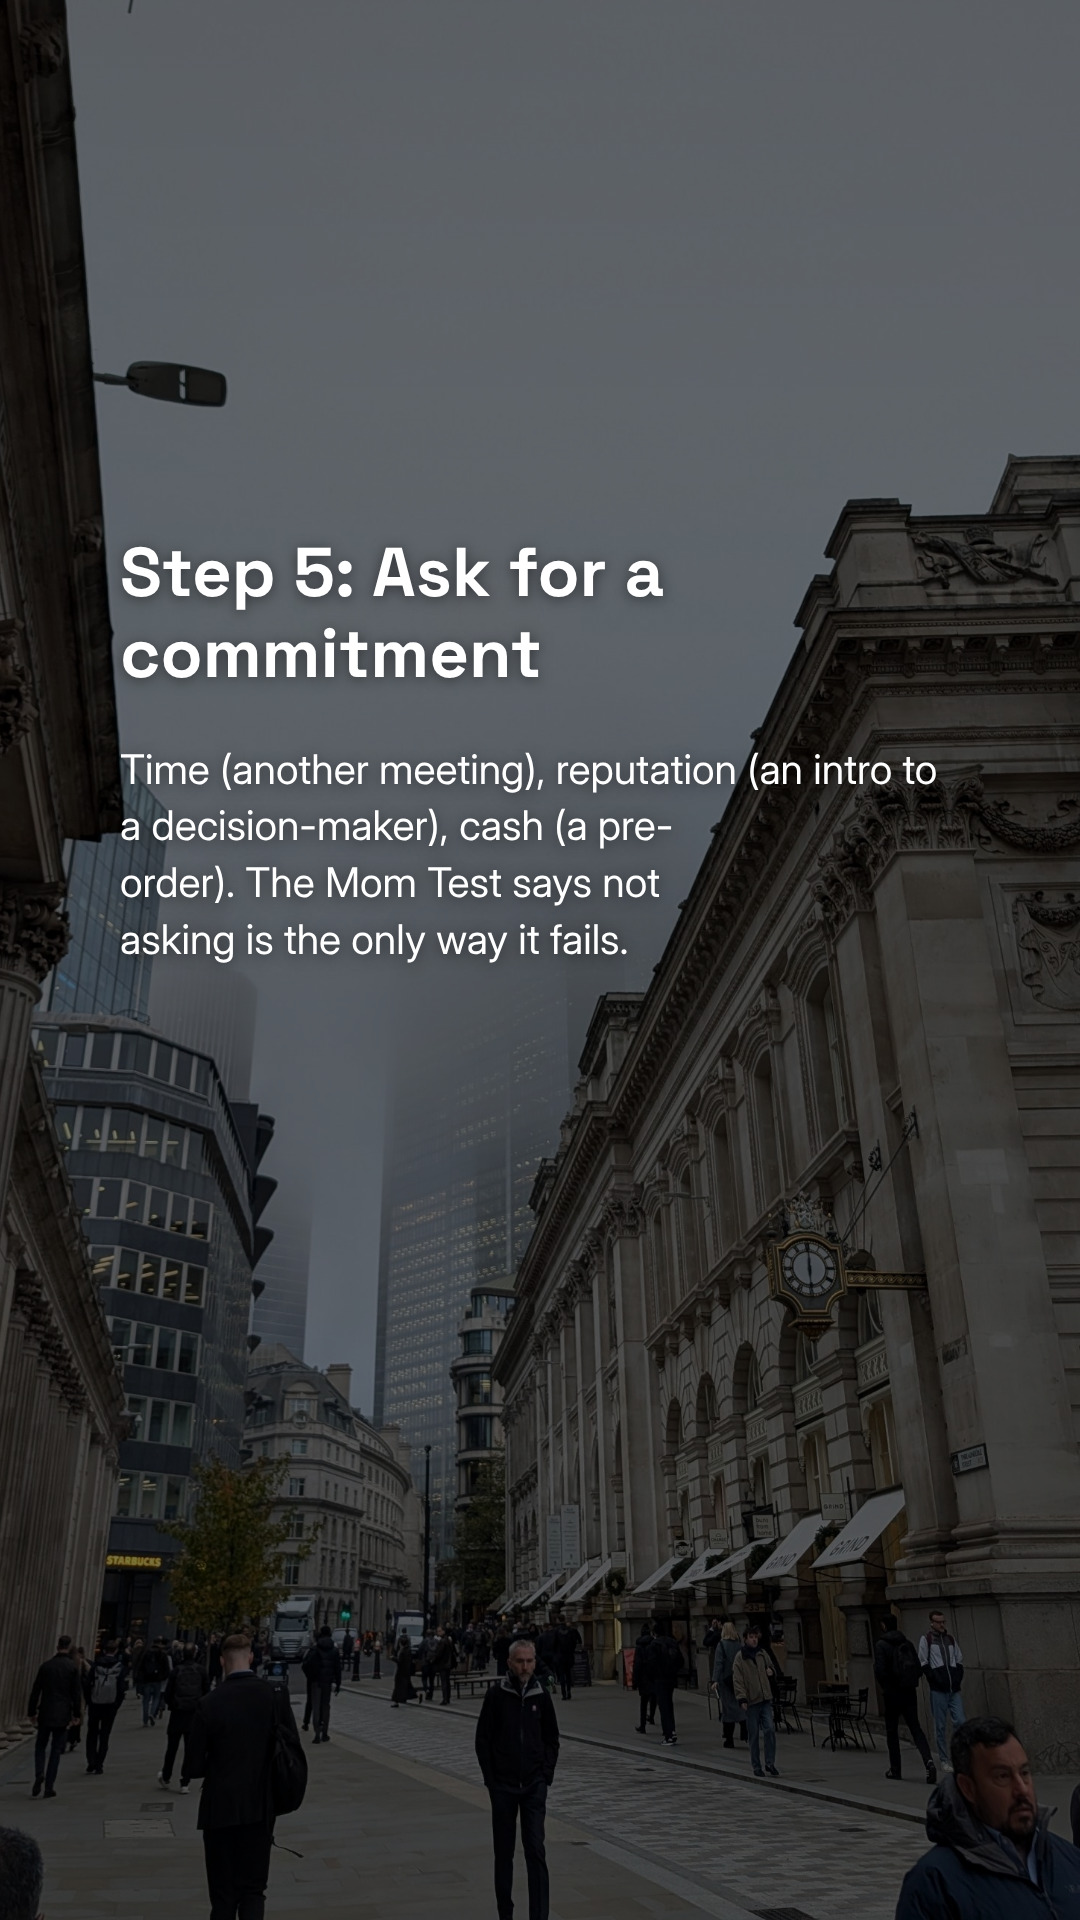 Step 5: Ask for a
commitment
Time (another meeting), reputation (an intro to
a decision-maker), cash (a pre-
order). The Mom Test says not
asking is the only way it fails.
STARBUCKS
GRIND
GRIND
GRIND